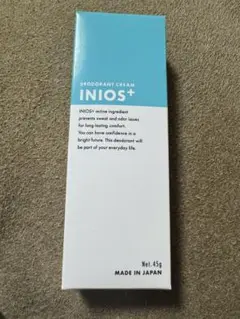 DEODORANT CREAM
INIOS+
INIOS+ active ingredient
prevents sweat and odor issues
for long-lasting comfort.
You can have confidence in a
bright future. This deodorant will
be part of your everyday life.
Net.45g
MADE IN JAPAN